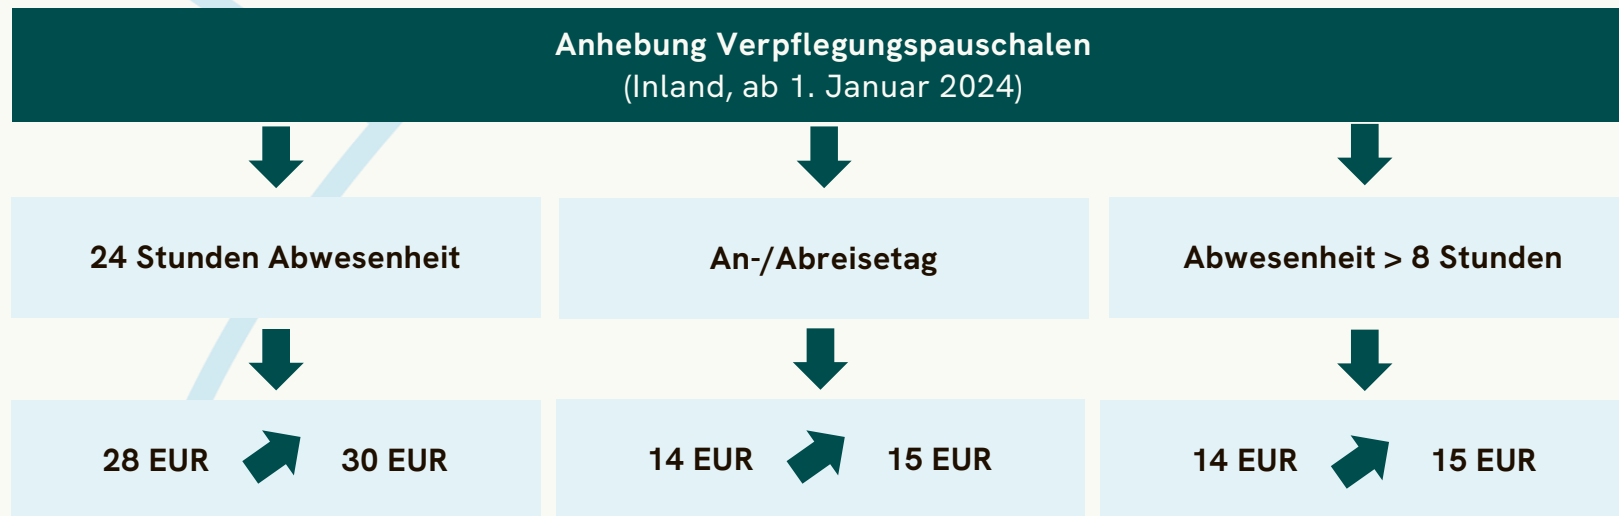 Anhebung Verpflegungspauschalen
(Inland, ab 1. Januar 2024)
24 Stunden Abwesenheit
An-/Abreisetag
Abwesenheit > 8 Stunden
28 EUR 30 EUR
14 EUR 15 EUR
14 EUR 15 EUR